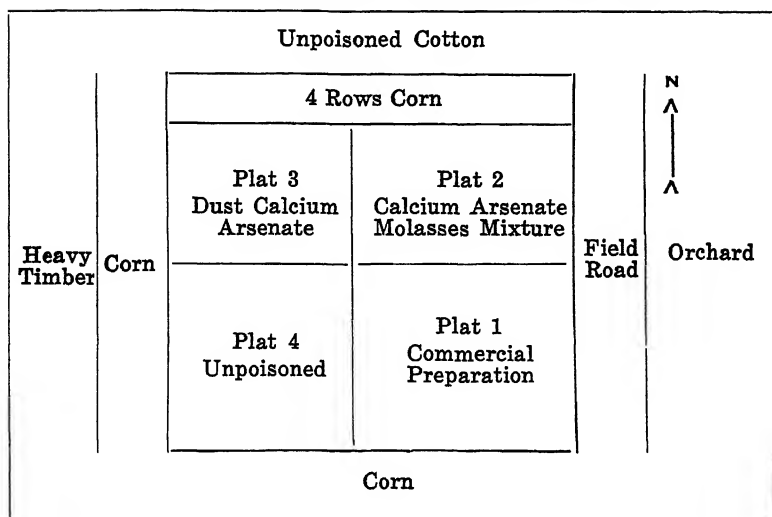 Unpoisoned Cotton
4 Rows Corn
N
Plat 3
Dust Calcium
Arsenate
Plat 2
Calcium Arsenate
Molasses Mixture
Heavy
Timber
Corn
Field
Road
Orchard
Plat 4
Unpoisoned
Plat 1
Commercial
Preparation
Corn